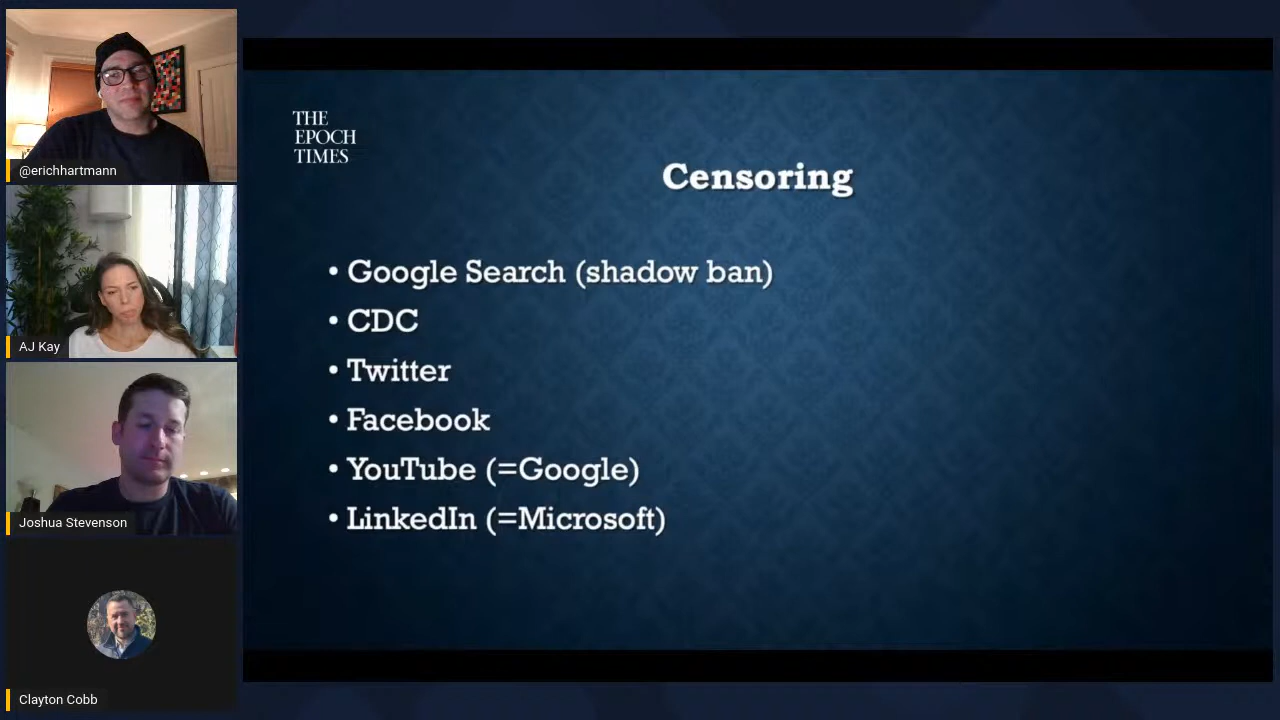 @erichhartmann
AJ Kay
Joshua Stevenson
Clayton Cobb
THE
EPOCH
TIMES
Censoring
• Google Search (shadow ban)
• CDC
• Twitter
• Facebook
• YouTube (=Google)
• LinkedIn (=Microsoft)